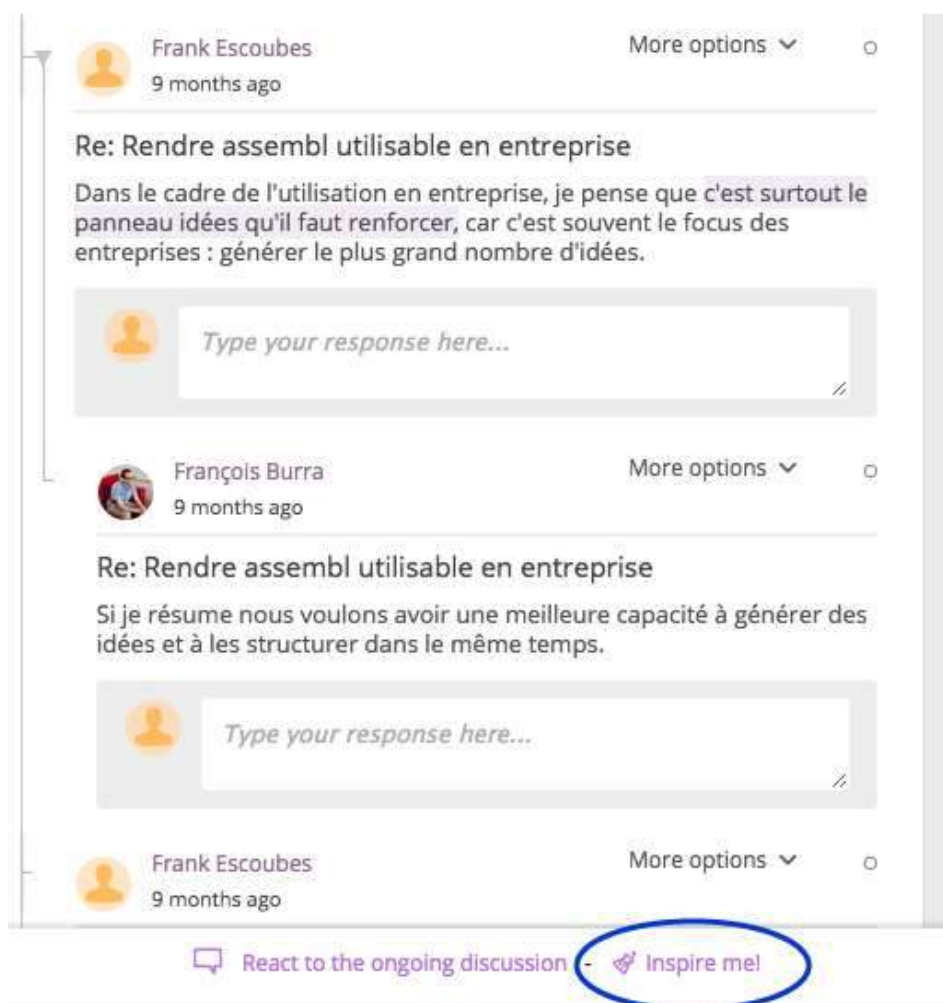 Frank Escoubes
More options
9 months ago
Re: Rendre assembl utilisable en entreprise
Dans le cadre de l'utilisation en entreprise, je pense que c'est surtout le
panneau idées qu'il faut renforcer, car c'est souvent le focus des
entreprises : générer le plus grand nombre d'idées.
Type your response here...
François Burra
More options
9 months ago
Re: Rendre assembl utilisable en entreprise
Si je résume nous voulons avoir une meilleure capacité à générer des
idées et à les structurer dans le même temps.
Type your response here...
Frank Escoubes
More options
9 months ago
React to the ongoing discussion - Inspire me!